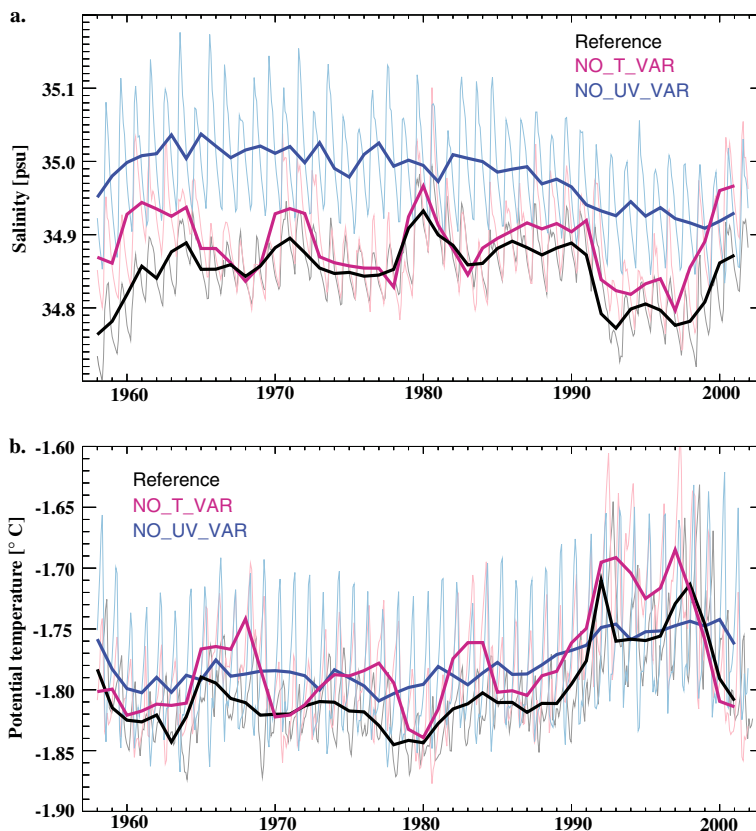 a.
Salinity [psu]
35.1
35.0
34.9
34.8
Reference
NO_T_VAR
NO_UV_VAR
1960
1970
1980
1990
2000
b.
Potential temperature [° C]
-1.60
-1.65
-1.70
-1.75
-1.80
-1.85
-1.90
Reference
NO_T_VAR
NO_UV_VAR
1960
1970
1980
1990
2000